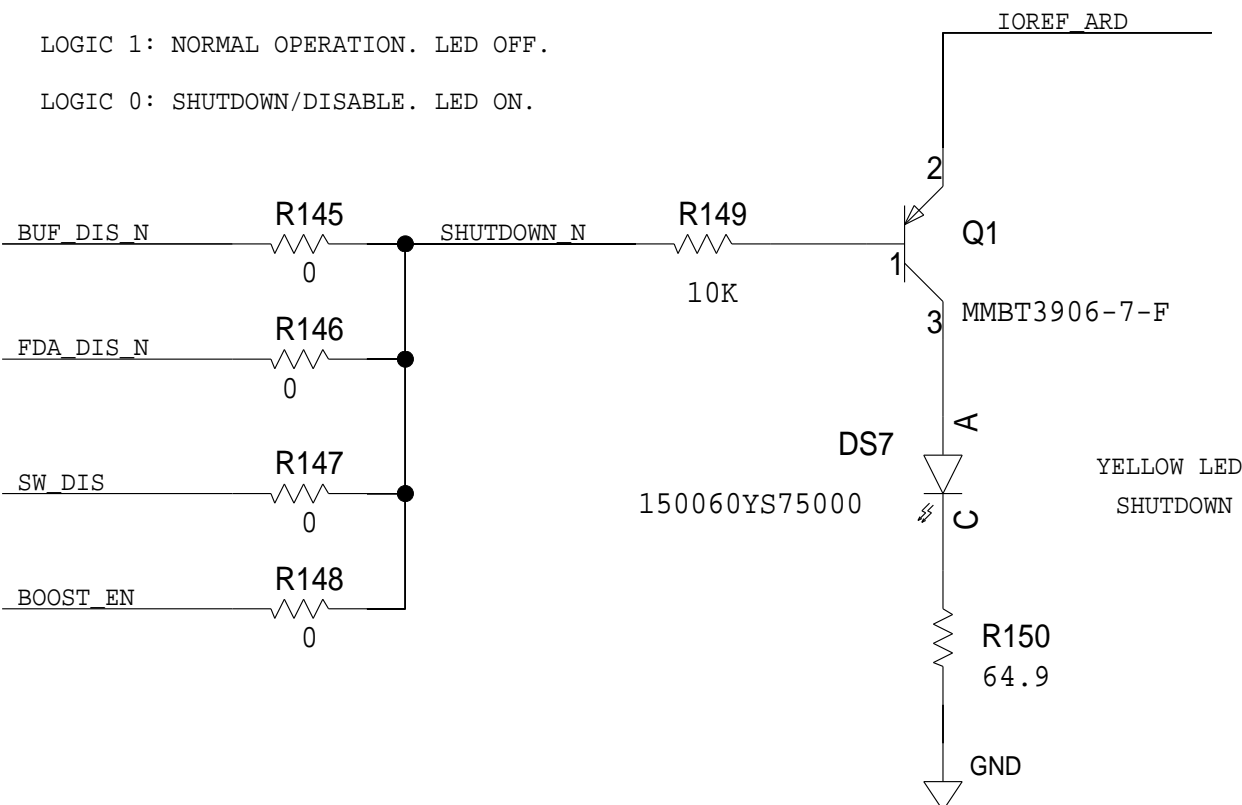 IOREF_ARD
LOGIC 1: NORMAL OPERATION. LED OFF.
LOGIC 0: SHUTDOWN/DISABLE. LED ON.
2
BUF_DIS_N
R145
0
SHUTDOWN_N
R149
10K
1
Q1
MMBT3906-7-F
3
FDA_DIS_N
R146
0
SW_DIS
R147
0
BOOST_EN
R148
0
A
DS7
150060YS75000
C
YELLOW LED
SHUTDOWN
R150
64.9
GND